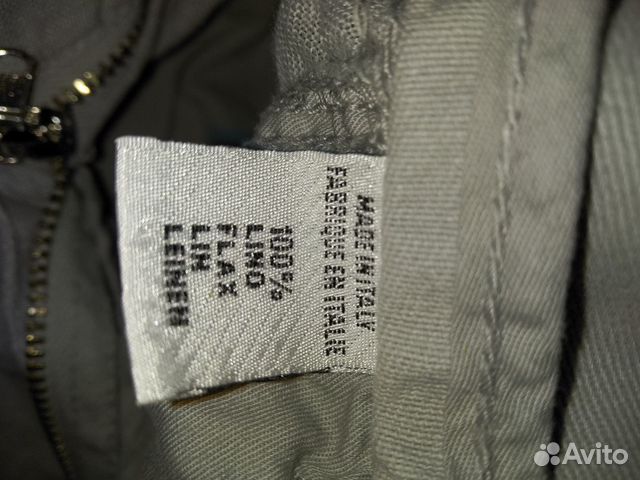 MADE IN ITALY
FABRIQUE EN ITALIE
100%
LINO
FLAX
LIN
LEINEN
Avito